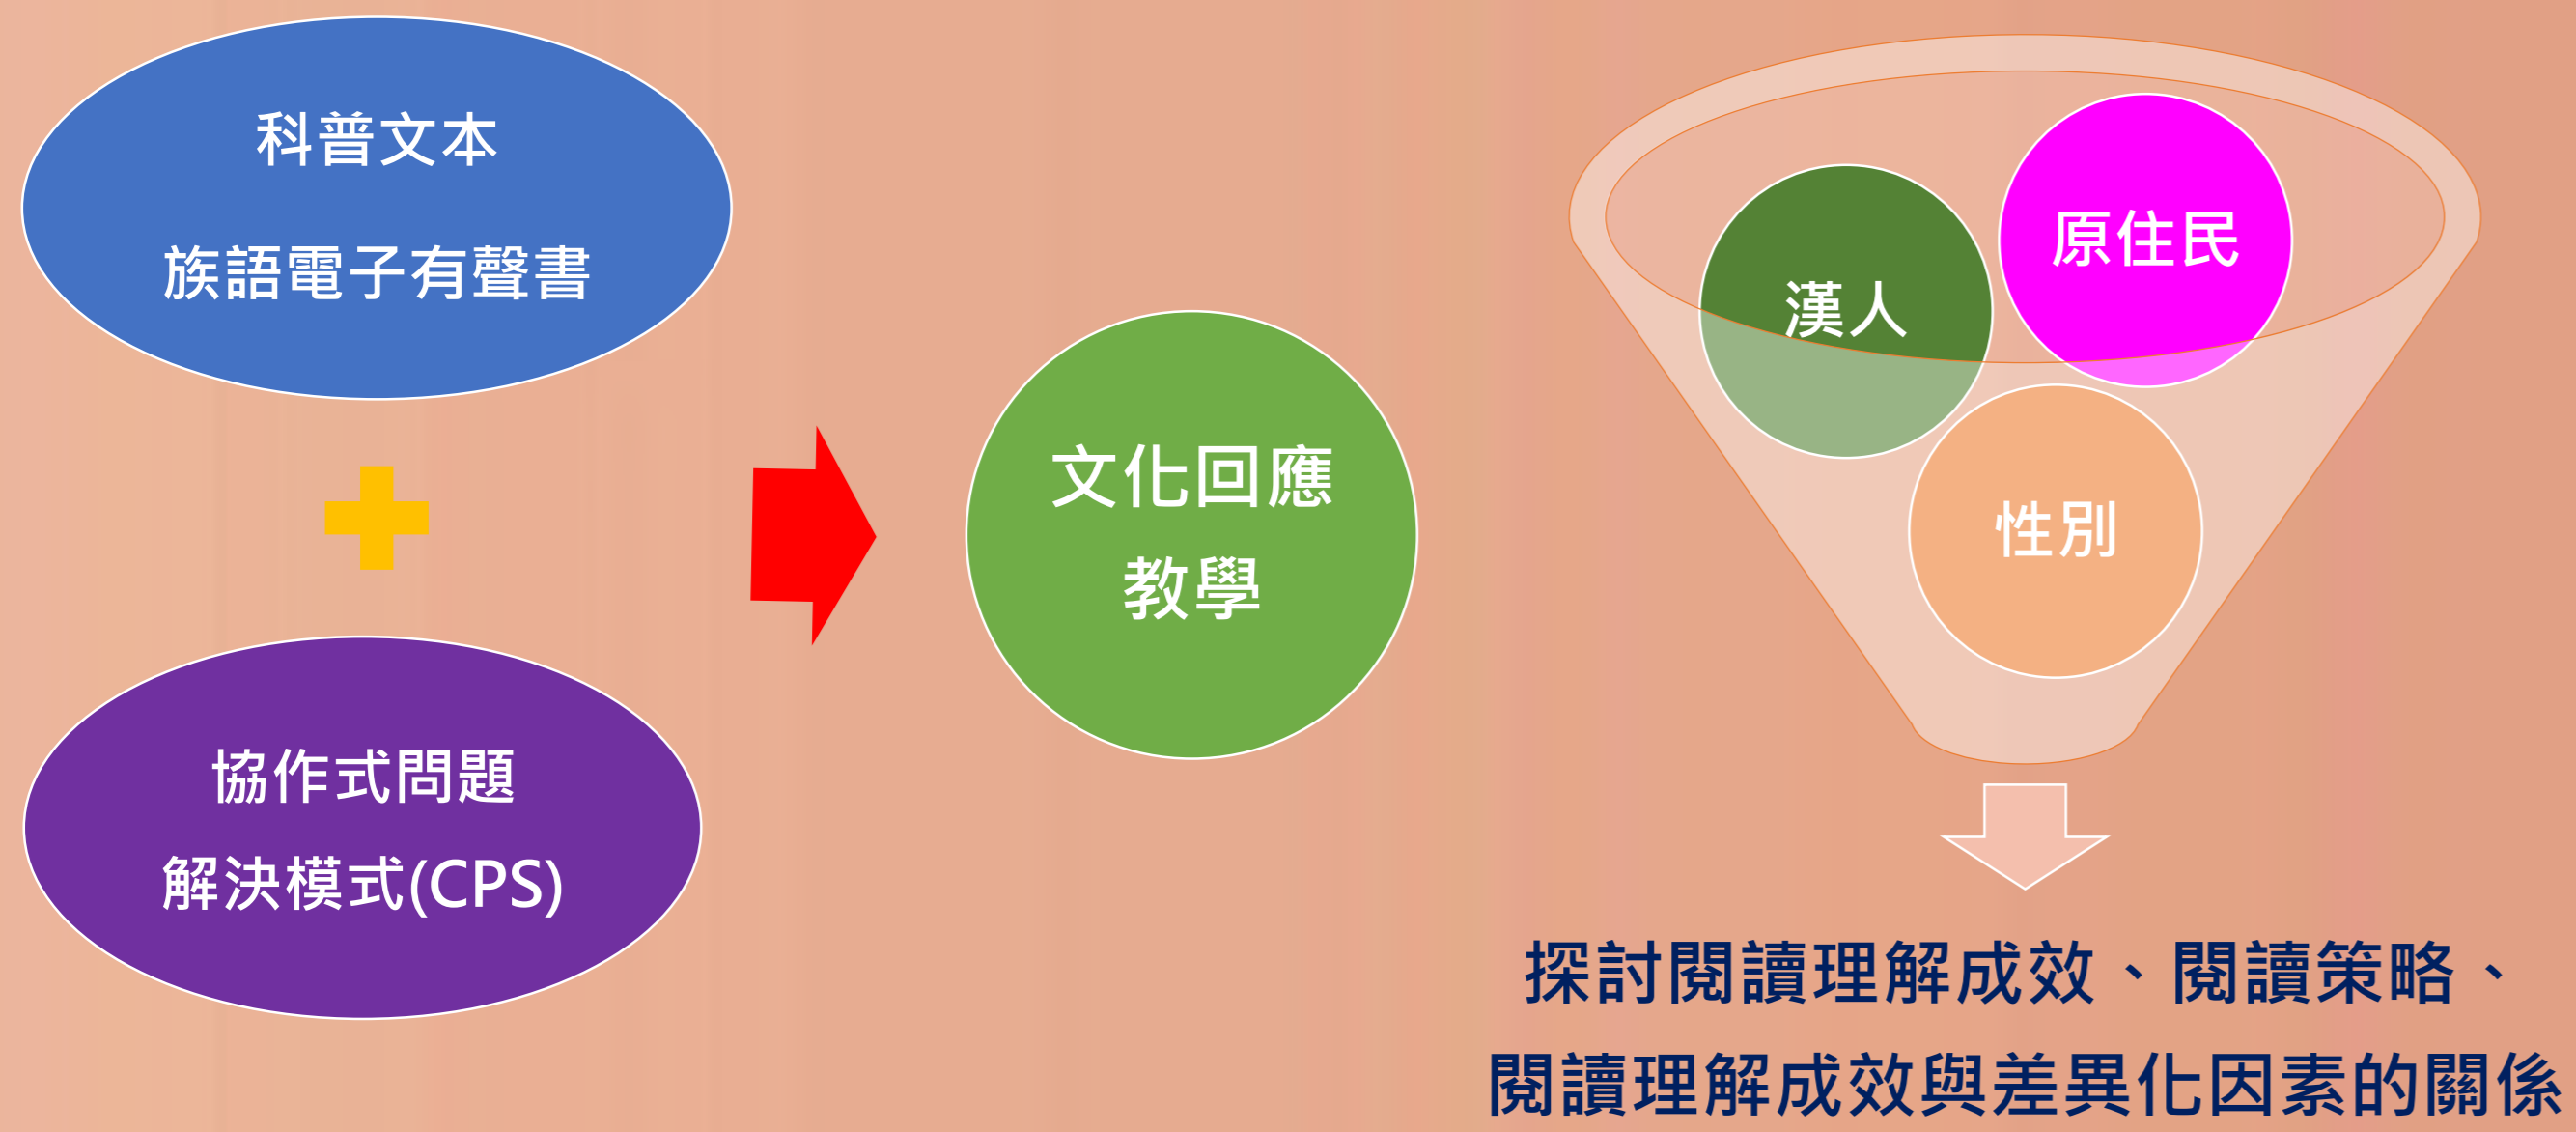 科普文本
族語電子有聲書
協作式問題
解決模式(CPS)
文化回應
教學
漢人
原住民
性別
探討閱讀理解成效、閱讀策略、
閱讀理解成效與差異化因素的關係